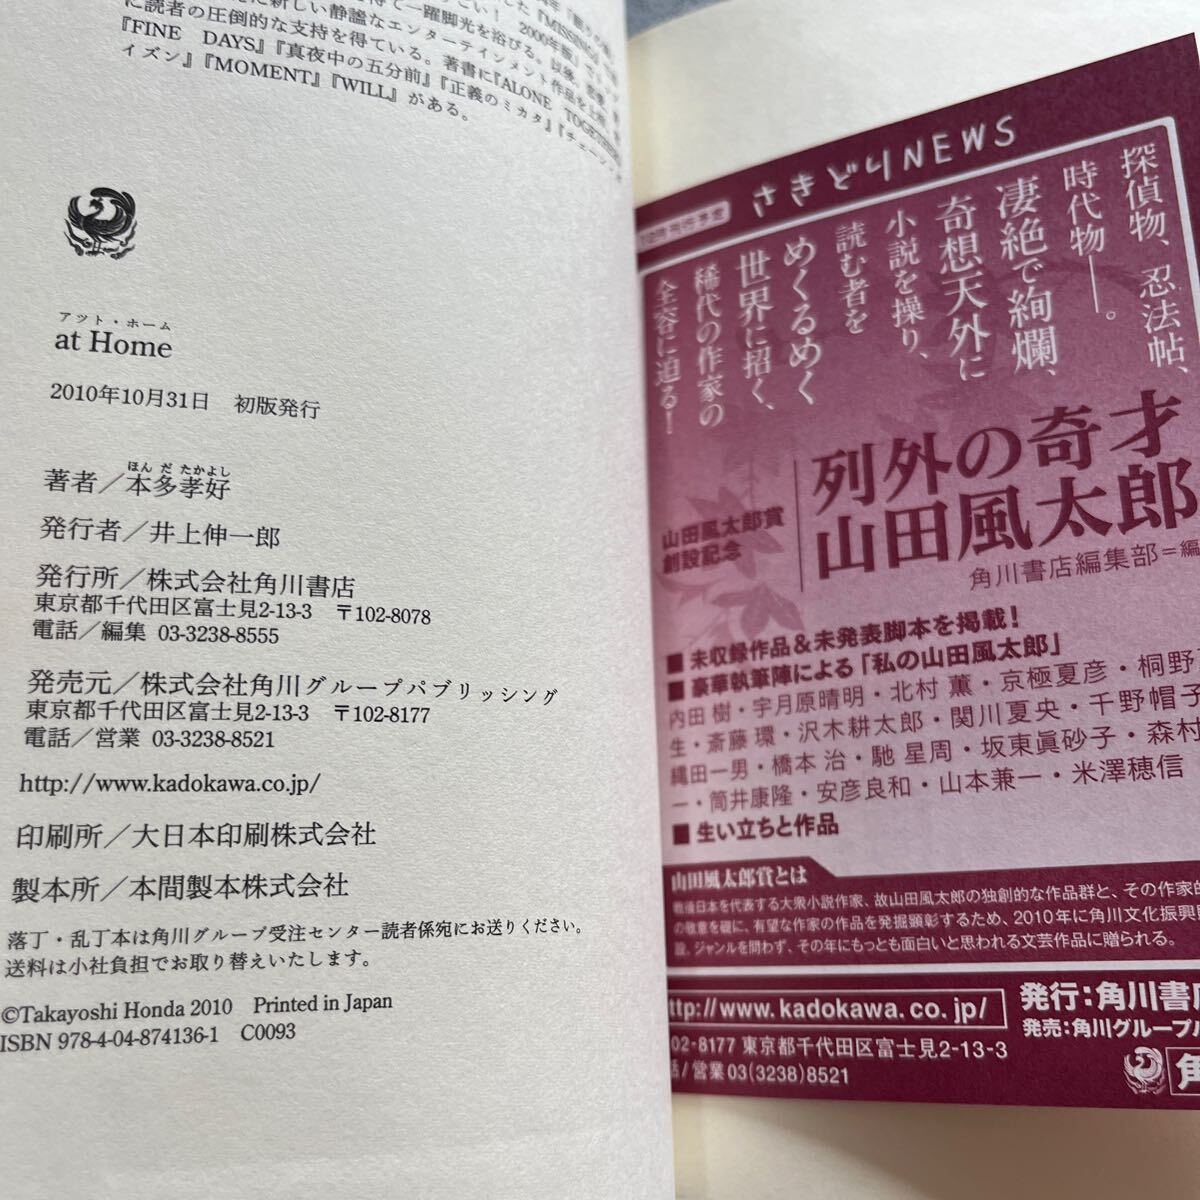 に読者の圧倒的な支持を得ている。著書に『ALONE
『FINE DAYS』『真夜中の五分前』『正義のミカタ』『チェーン・ポ
イズン』『MOMENT』『WILL』がある。
アット・ホーム
at Home
2010年10月31日 初版発行
ほん だ たかよし
著者／本多孝好
発行者／井上伸一郎
発行所／株式会社角川書店
東京都千代田区富士見2-13-3 〒102-8078
電話／編集 03-3238-8555
発売元／株式会社角川グループパブリッシング
東京都千代田区富士見2-13-3 〒102-8177
電話／営業 03-3238-8521
http://www.kadokawa.co.jp/
印刷所／大日本印刷株式会社
製本所／本間製本株式会社
落丁・乱丁本は角川グループ受注センター読者係宛にお送りください。
送料は小社負担でお取り替えいたします。
©Takayoshi Honda 2010 Printed in Japan
ISBN 978-4-04-874136-1 C0093
さきどりNEWS
探偵物、忍法帖、
時代物――。
凄絶で絢爛、
奇想天外に
小説を操り、
読む者を
めくるめく
世界に招く、
稀代の作家の
全容に迫る！
山田風太郎賞
創設記念
列外の奇才
山田風太郎
角川書店編集部＝編
■ 未収録作品＆未発表脚本を掲載！
■ 豪華執筆陣による「私の山田風太郎」
内田 樹・宇月原晴明・北村 薫・京極夏彦・桐野
生・斎藤 環・沢木耕太郎・関川夏央・千野帽子
縄田一男・橋本 治・馳 星周・坂東眞砂子・森村
一・筒井康隆・安彦良和・山本兼一・米澤穂信
■ 生い立ちと作品
山田風太郎賞とは
戦後日本を代表する大衆小説作家、故山田風太郎の独創的な作品群と、その作家的
の敬意を礎に、有望な作家の作品を発掘顕彰するため、2010年に角川文化振興
設。ジャンルを問わず、その年にもっとも面白いと思われる文芸作品に贈られる。
ttp://www.kadokawa.co.jp/
発行：角川書店
発売：角川グループ
02-8177 東京都千代田区富士見2-13-3
話/営業03(3238)8521
角